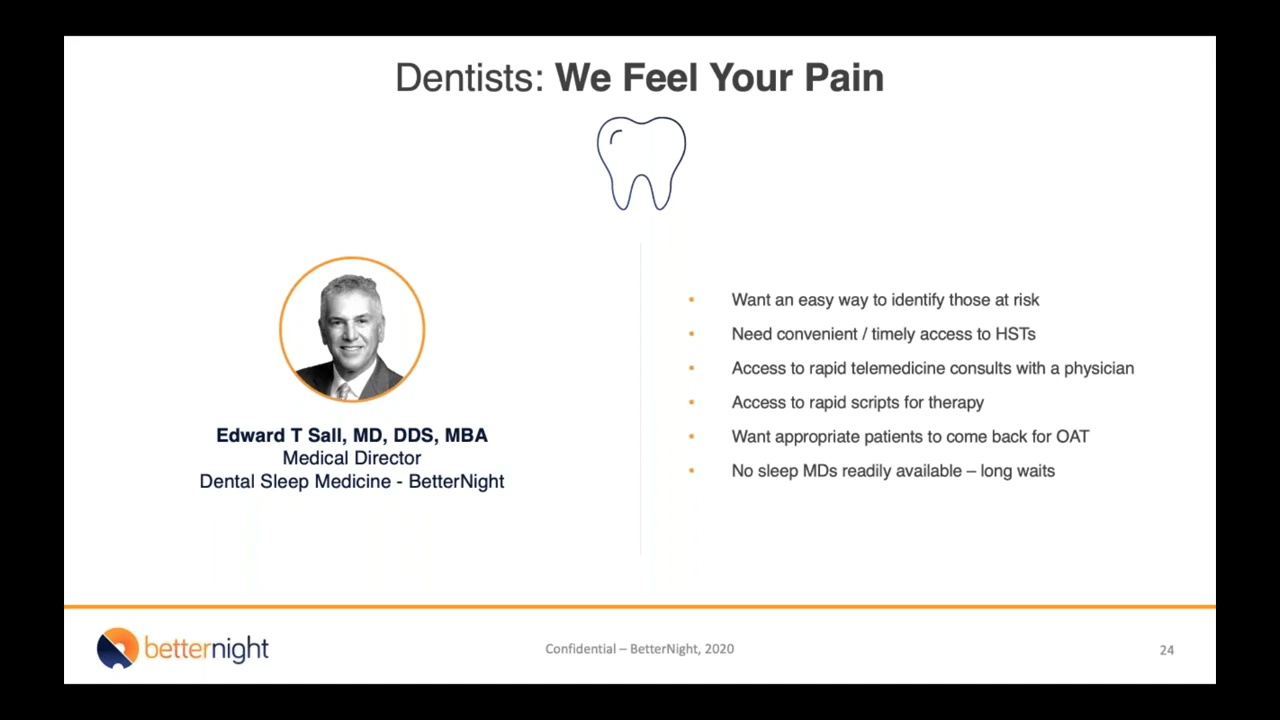 Dentists: We Feel Your Pain
Edward T Sall, MD, DDS, MBA
Medical Director
Dental Sleep Medicine - BetterNight
• Want an easy way to identify those at risk
• Need convenient / timely access to HSTs
• Access to rapid telemedicine consults with a physician
• Access to rapid scripts for therapy
• Want appropriate patients to come back for OAT
• No sleep MDs readily available – long waits
betternight
Confidential – BetterNight, 2020
24